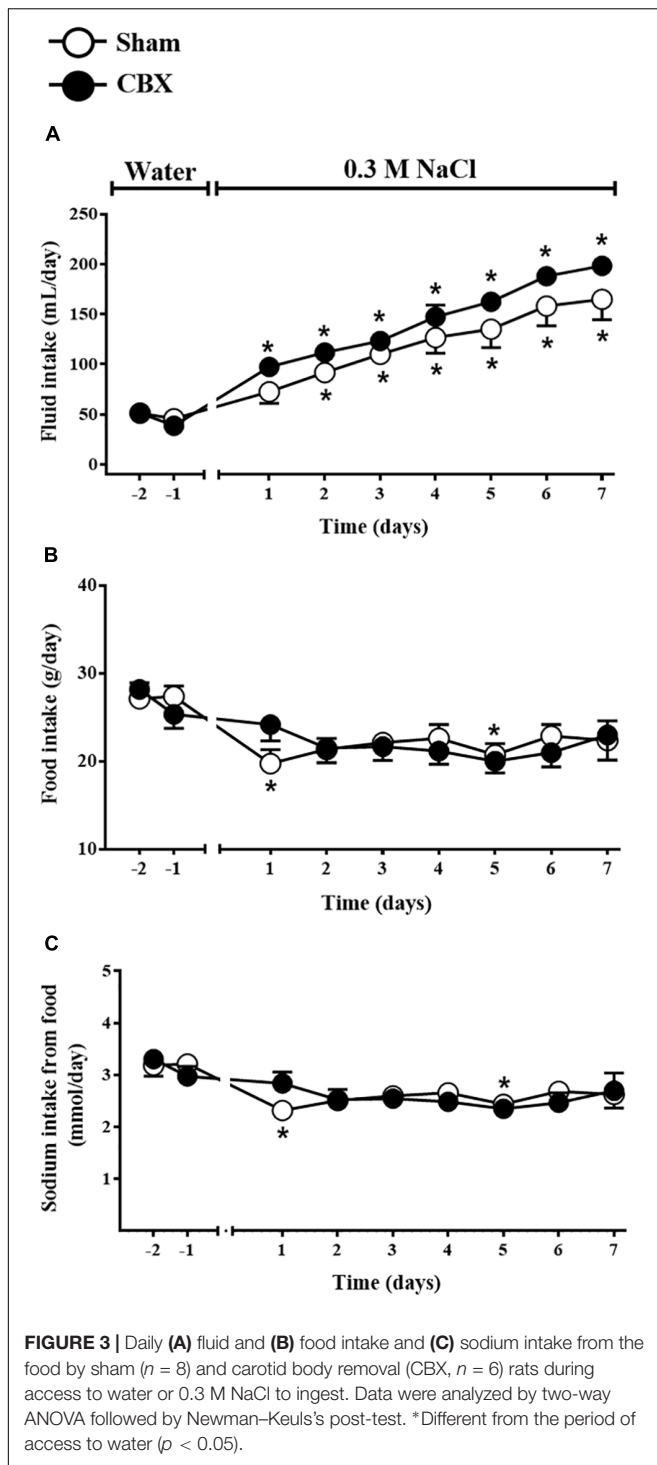 Sham
CBX
A
Water 0.3 M NaCl
Fluid intake (mL/day)
250
200
150
100
50
0
* * * * * * *
* * * * * *
-2 -1 1 2 3 4 5 6 7
Time (days)
B
Food intake (g/day)
40
30
20
10
* *
-2 -1 1 2 3 4 5 6 7
Time (days)
C
Sodium intake from food
(mmol/day)
5
4
3
2
1
* *
-2 -1 1 2 3 4 5 6 7
Time (days)
FIGURE 3 | Daily (A) fluid and (B) food intake and (C) sodium intake from the
food by sham (n = 8) and carotid body removal (CBX, n = 6) rats during
access to water or 0.3 M NaCl to ingest. Data were analyzed by two-way
ANOVA followed by Newman–Keuls's post-test. *Different from the period of
access to water (p < 0.05).